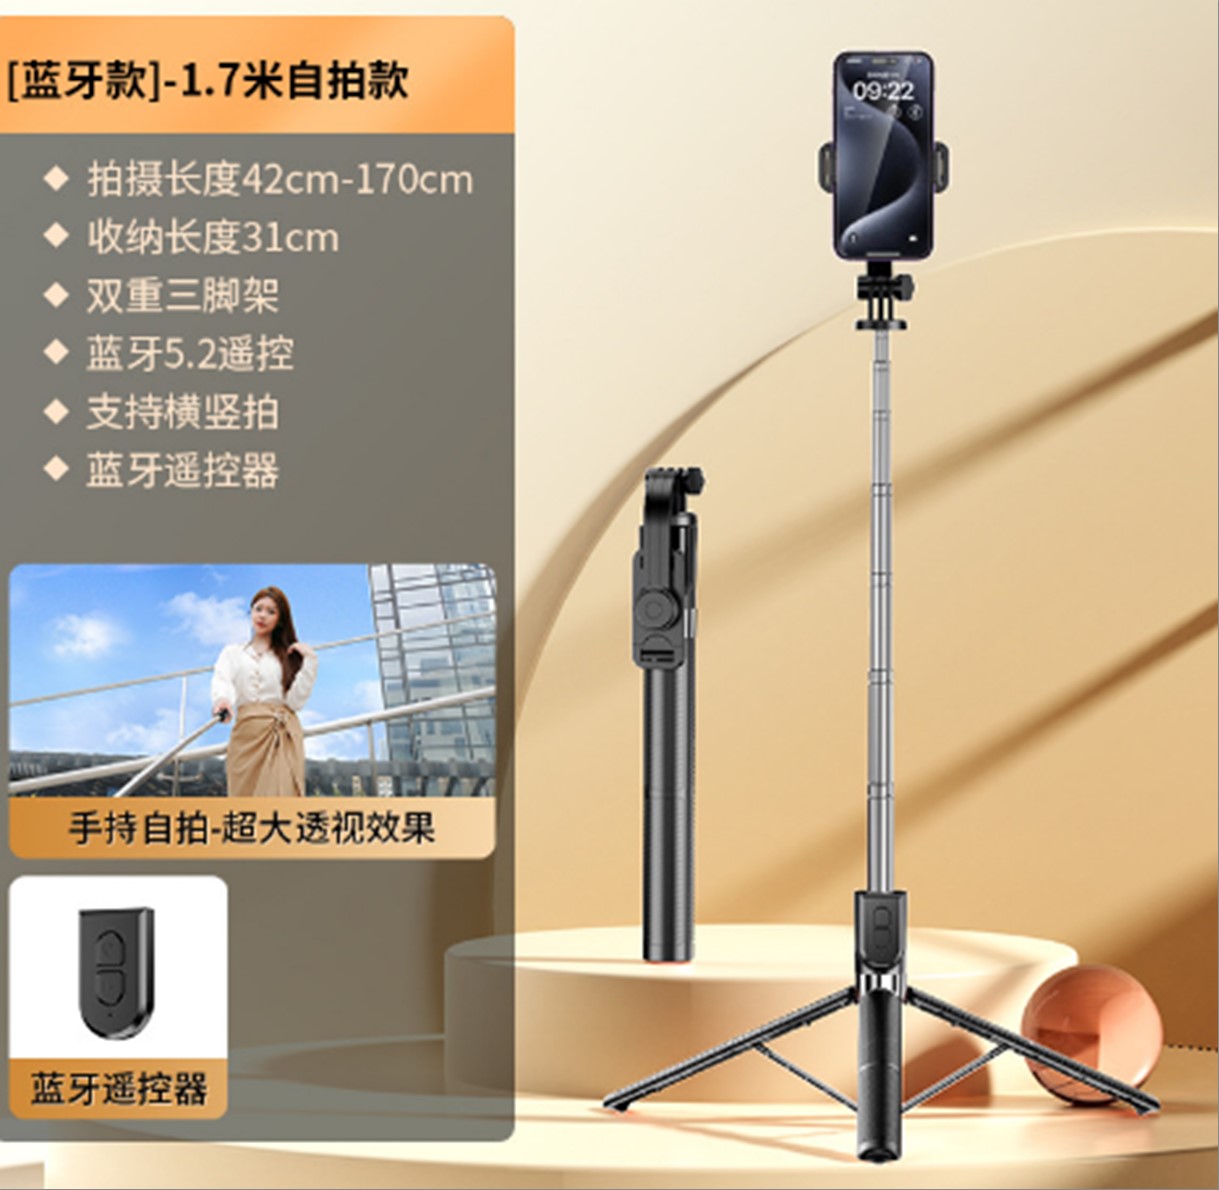 [蓝牙款]-1.7米自拍款
拍摄长度42cm-170cm
收纳长度31cm
双重三脚架
蓝牙5.2遥控
支持横竖拍
蓝牙遥控器
手持自拍-超大透视效果
蓝牙遥控器
09:22